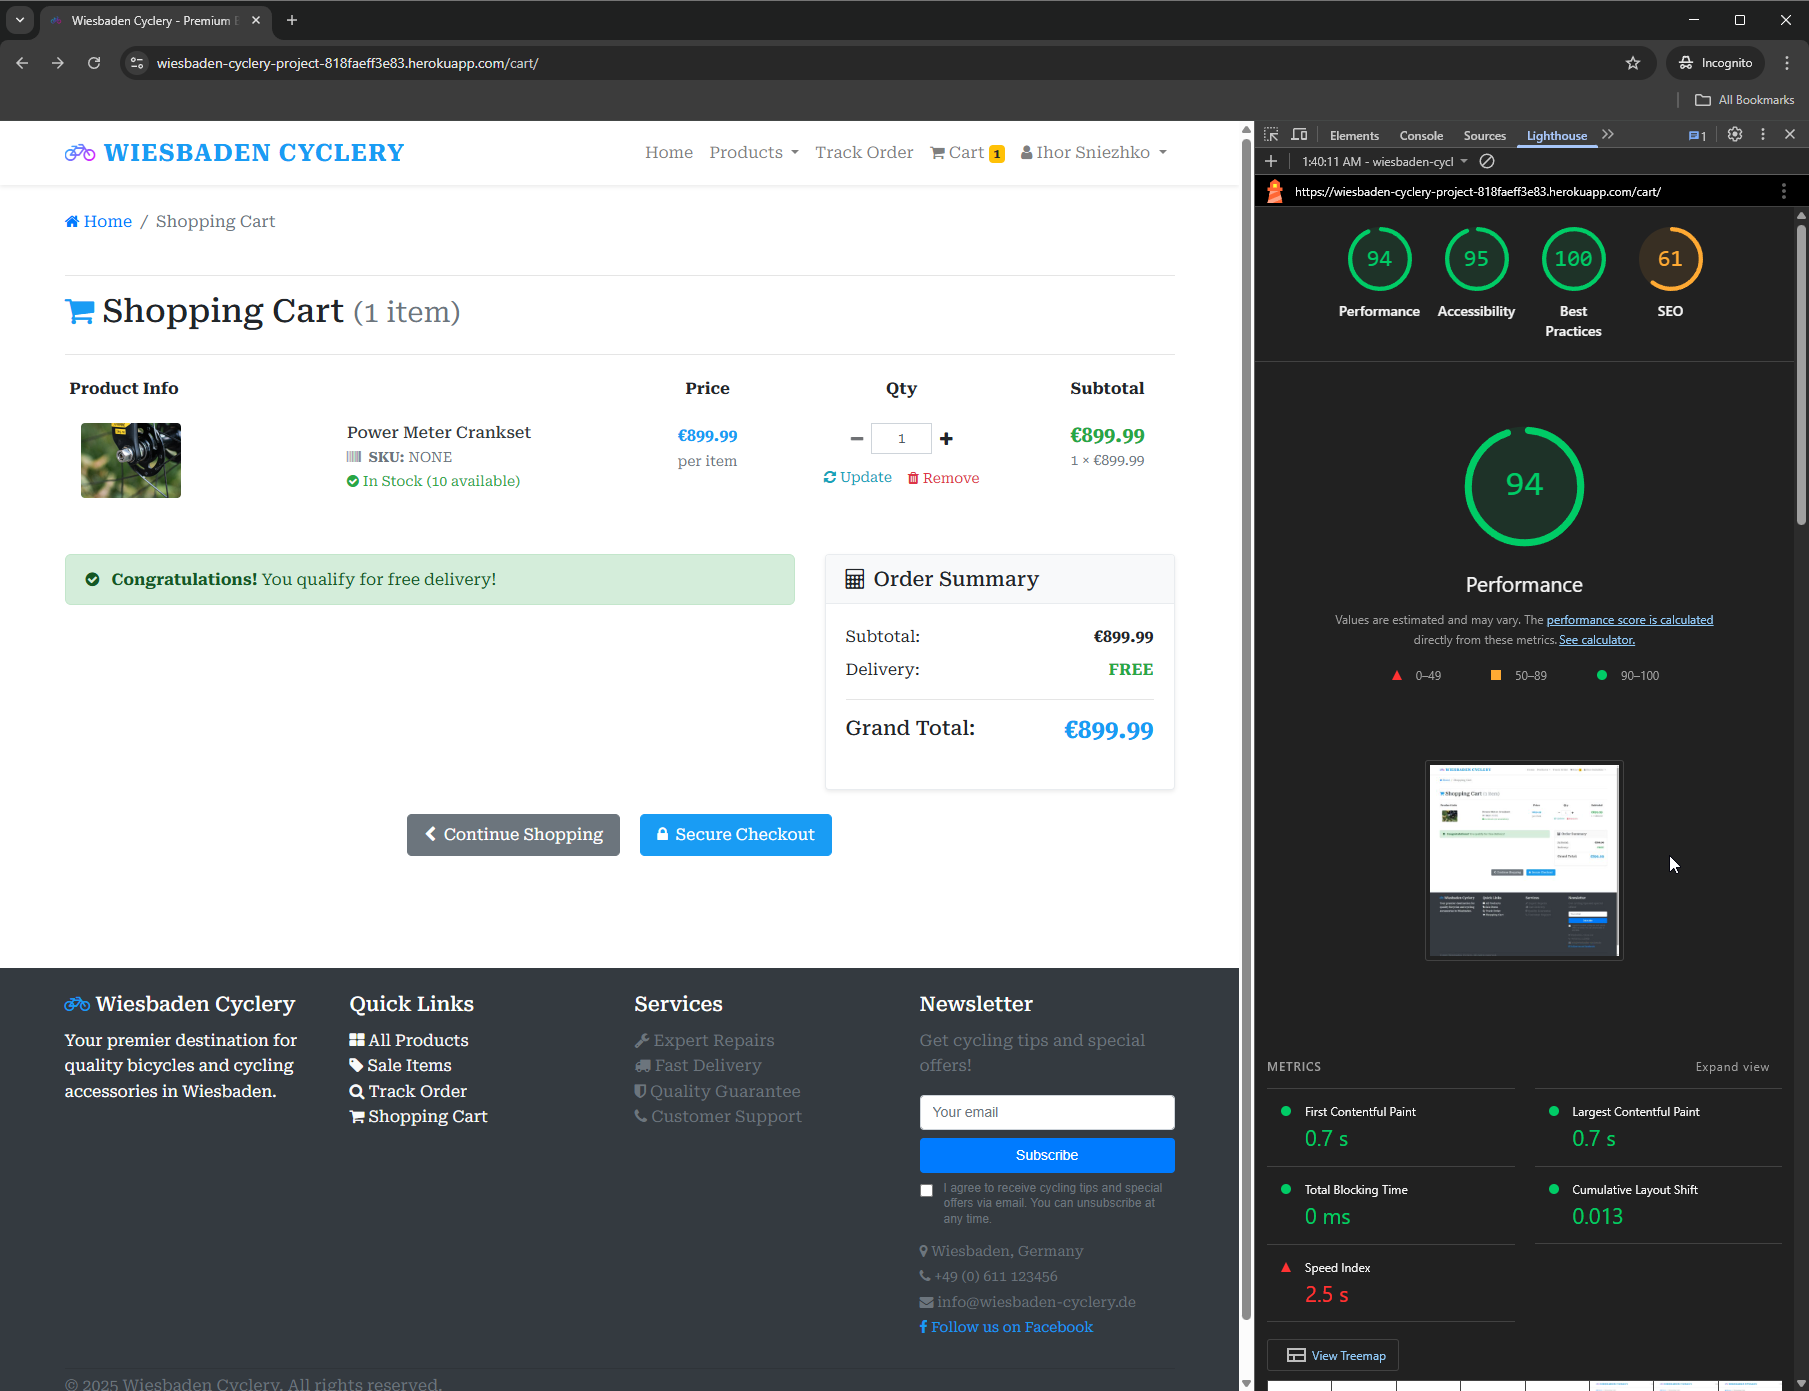 Wiesbaden Cyclery - Premium B
wiesbaden-cyclery-project-818faeff3e83.herokuapp.com/cart/
Incognito
All Bookmarks
WIESBADEN CYCLERY
Home Products Track Order Cart 1 Ihor Sniezhko
Home / Shopping Cart
Shopping Cart (1 item)
Product Info Price Qty Subtotal
Power Meter Crankset
SKU: NONE
In Stock (10 available)
€899.99
per item
1
Update Remove
€899.99
1 × €899.99
Congratulations! You qualify for free delivery!
Order Summary
Subtotal: €899.99
Delivery: FREE
Grand Total: €899.99
Continue Shopping
Secure Checkout
Wiesbaden Cyclery
Your premier destination for
quality bicycles and cycling
accessories in Wiesbaden.
Quick Links
All Products
Sale Items
Track Order
Shopping Cart
Services
Expert Repairs
Fast Delivery
Quality Guarantee
Customer Support
Newsletter
Get cycling tips and special
offers!
Your email
Subscribe
I agree to receive cycling tips and special
offers via email. You can unsubscribe at
any time.
Wiesbaden, Germany
+49 (0) 611 123456
info@wiesbaden-cyclery.de
Follow us on Facebook
© 2025 Wiesbaden Cyclery. All rights reserved.
Elements Console Sources Lighthouse 1
1:40:11 AM - wiesbaden-cycl
https://wiesbaden-cyclery-project-818faeff3e83.herokuapp.com/cart/
94 95 100 61
Performance Accessibility Best Practices SEO
94
Performance
Values are estimated and may vary. The performance score is calculated
directly from these metrics. See calculator.
0–49 50–89 90–100
METRICS Expand view
First Contentful Paint
0.7 s
Largest Contentful Paint
0.7 s
Total Blocking Time
0 ms
Cumulative Layout Shift
0.013
Speed Index
2.5 s
View Treemap